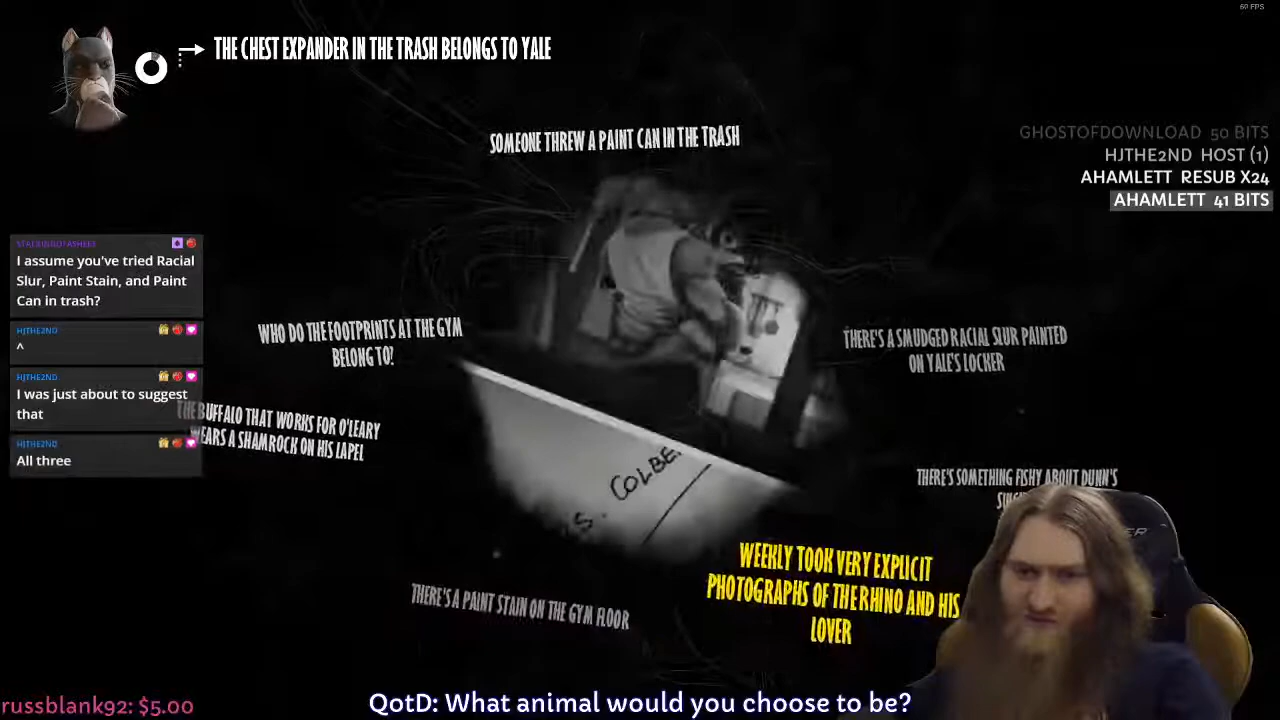 60 FPS
THE CHEST EXPANDER IN THE TRASH BELONGS TO YALE
SOMEONE THREW A PAINT CAN IN THE TRASH
GHOSTOFDOWNLOAD 50 BITS
HJTHE2ND HOST (1)
AHAMLETT RESUB X24
AHAMLETT 41 BITS
I assume you've tried Racial
Slur, Paint Stain, and Paint
Can in trash?
HJTHE2ND
^
HJTHE2ND
I was just about to suggest
that
HJTHE2ND
All three
WHO DO THE FOOTPRINTS AT THE GYM
BELONG TO?
THERE'S A SMUDGED RACIAL SLUR PAINTED
ON YALE'S LOCKER
THE BUFFALO THAT WORKS FOR O'LEARY
WEARS A SHAMROCK ON HIS LAPEL
THERE'S SOMETHING FISHY ABOUT DUNN'S
COLBE
WEEKLY TOOK VERY EXPLICIT
PHOTOGRAPHS OF THE RHINO AND HIS
LOVER
THERE'S A PAINT STAIN ON THE GYM FLOOR
russblank92: $5.00
QotD: What animal would you choose to be?